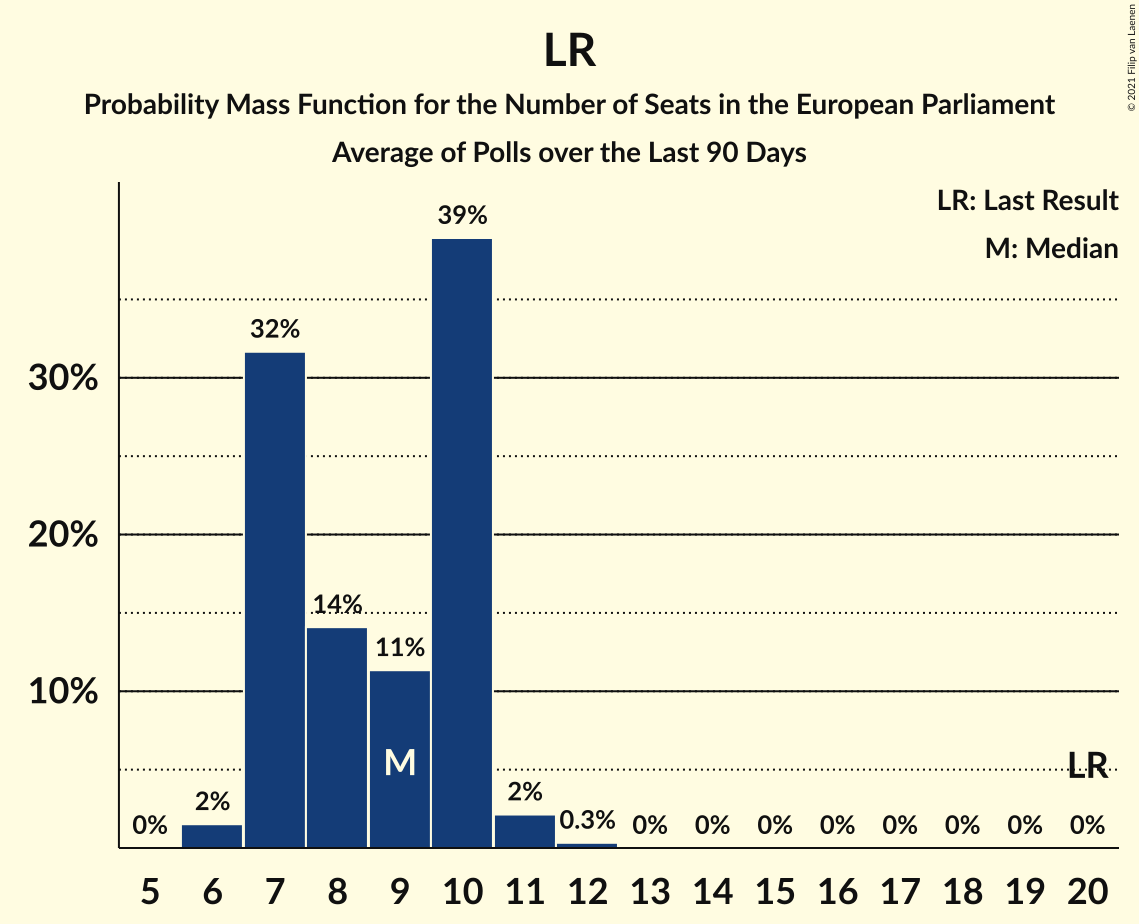 LR
Probability Mass Function for the Number of Seats in the European Parliament
Average of Polls over the Last 90 Days
© 2021 Filip van Laenen
LR: Last Result
M: Median
39%
32%
30%
20%
14%
11%
10%
M
LR
0% 2% 2% 0.3% 0% 0% 0% 0% 0% 0% 0% 0%
5 6 7 8 9 10 11 12 13 14 15 16 17 18 19 20